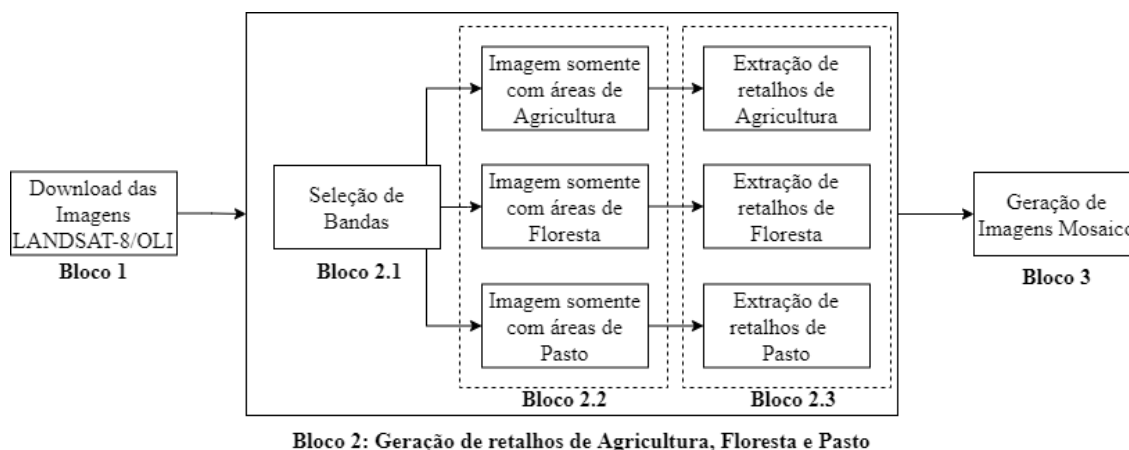 Download das
Imagens
LANDSAT-8/OLI
Bloco 1
Seleção de
Bandas
Bloco 2.1
Imagem somente
com áreas de
Agricultura
Imagem somente
com áreas de
Floresta
Imagem somente
com áreas de
Pasto
Bloco 2.2
Extração de
retalhos de
Agricultura
Extração de
retalhos de
Floresta
Extração de
retalhos de
Pasto
Bloco 2.3
Bloco 2: Geração de retalhos de Agricultura, Floresta e Pasto
Geração de
Imagens Mosaico
Bloco 3